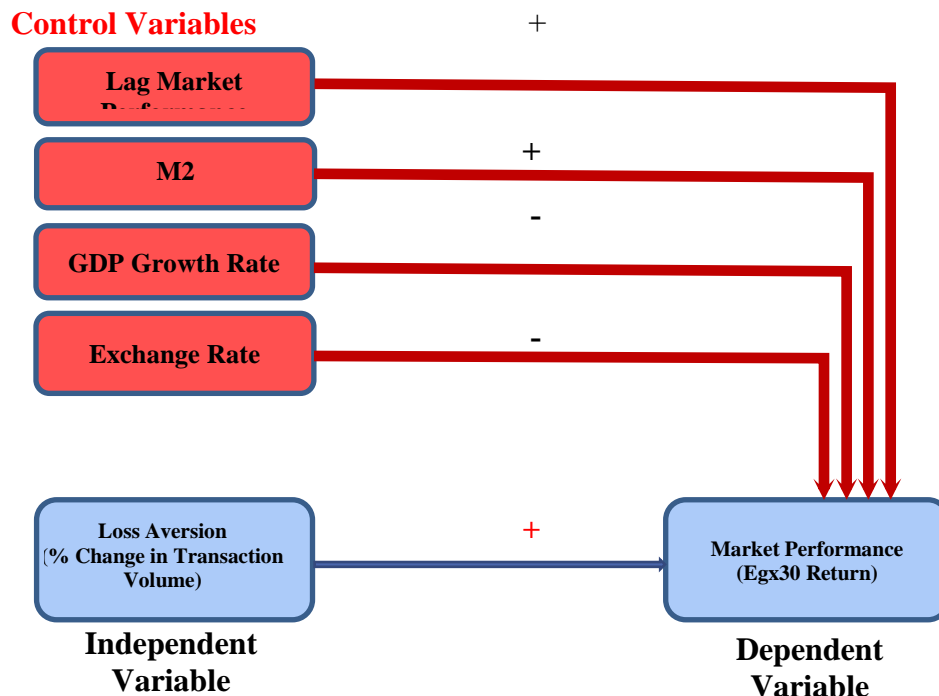 Control Variables
+
Lag Market
Performance
+
M2
-
GDP Growth Rate
-
Exchange Rate
Loss Aversion
(% Change in Transaction
Volume)
+
Market Performance
(Egx30 Return)
Independent
Variable
Dependent
Variable